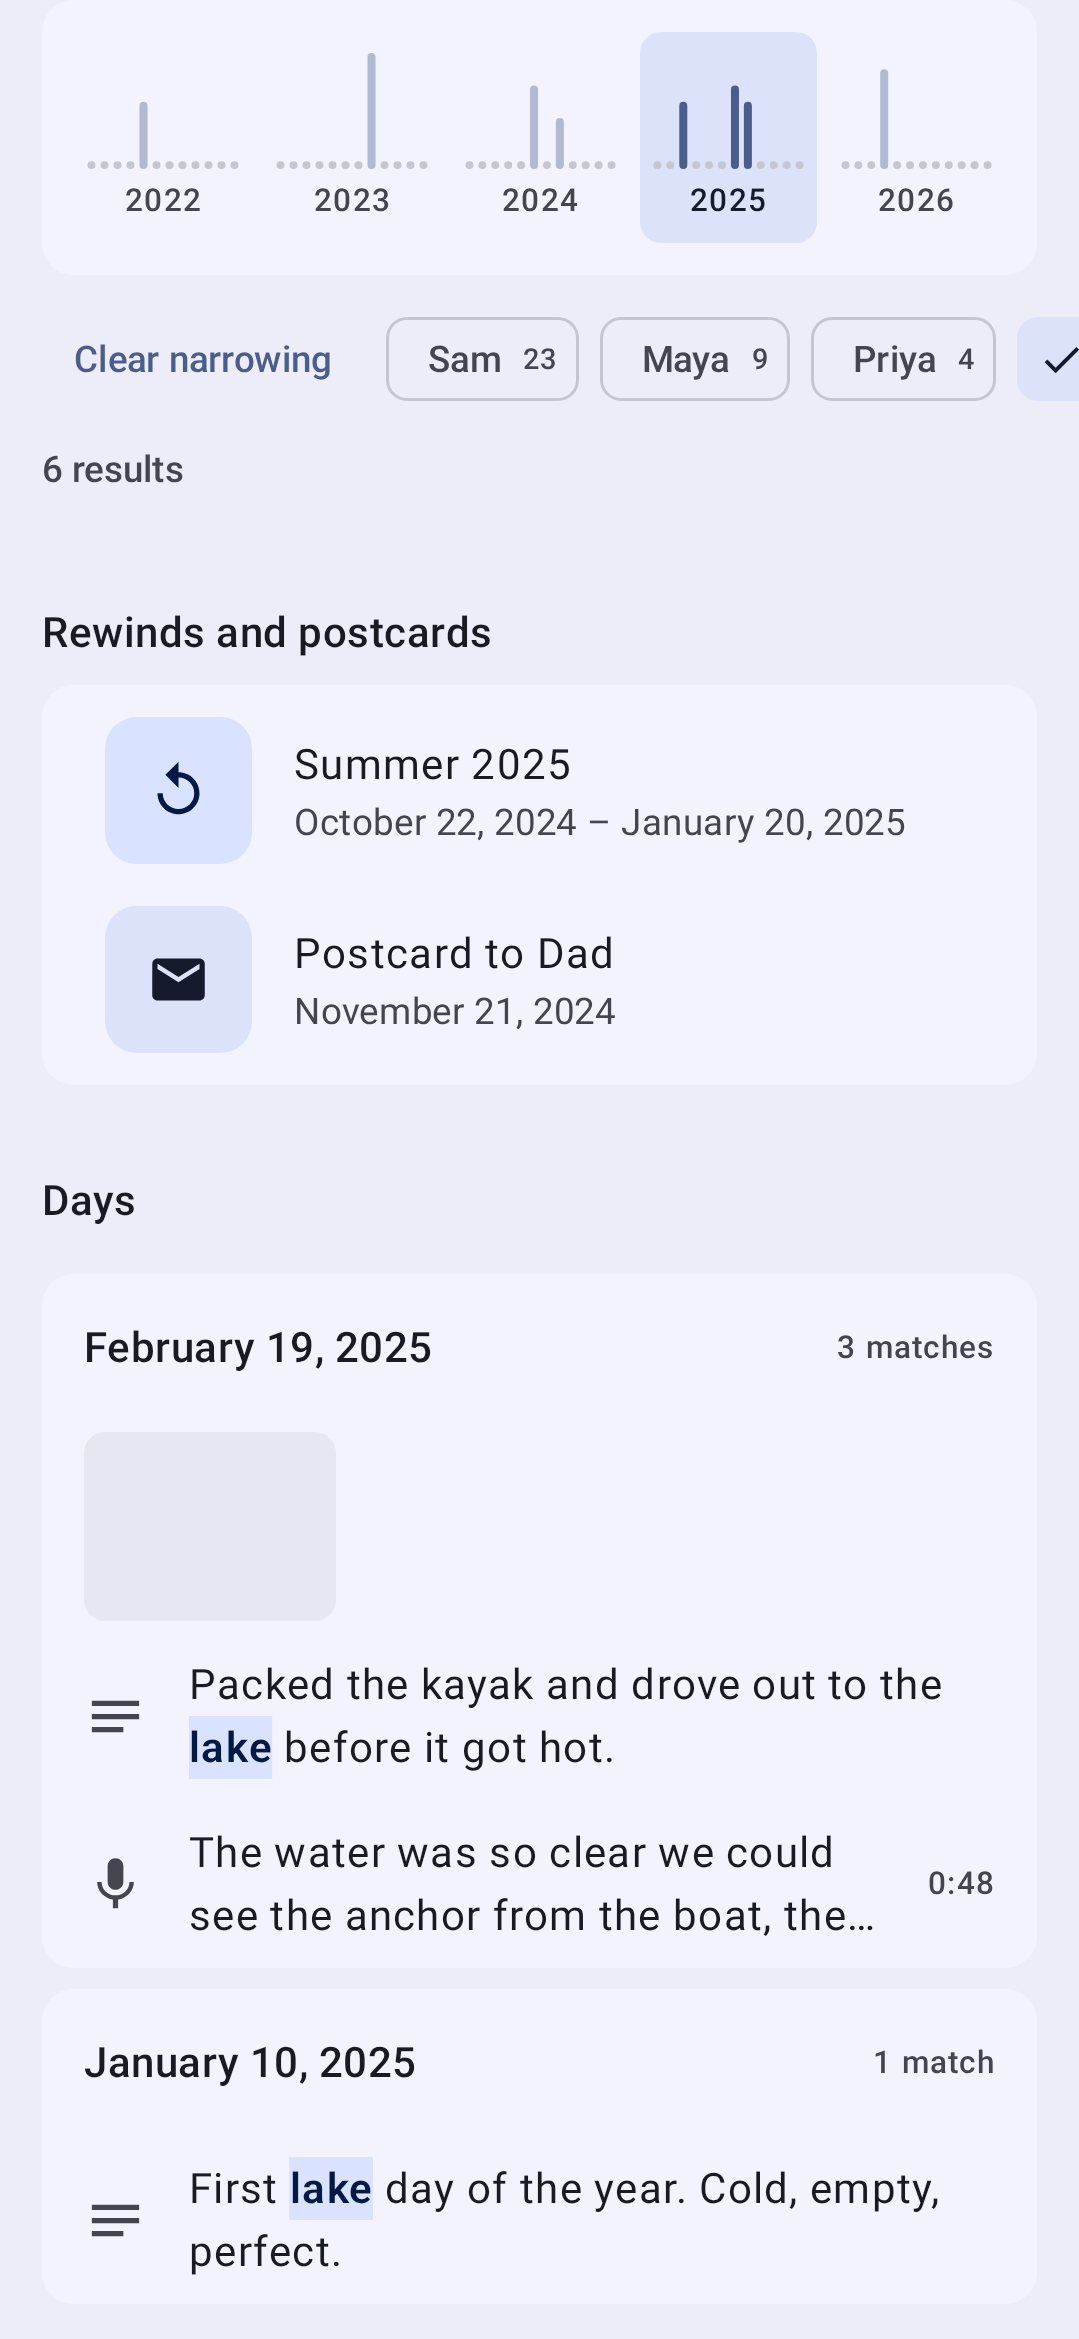 2022 2023 2024 2025 2026
Clear narrowing Sam 23 Maya 9 Priya 4
6 results
Rewinds and postcards
Summer 2025
October 22, 2024 – January 20, 2025
Postcard to Dad
November 21, 2024
Days
February 19, 2025 3 matches
Packed the kayak and drove out to the
lake before it got hot.
The water was so clear we could
see the anchor from the boat, the…
0:48
January 10, 2025 1 match
First lake day of the year. Cold, empty,
perfect.